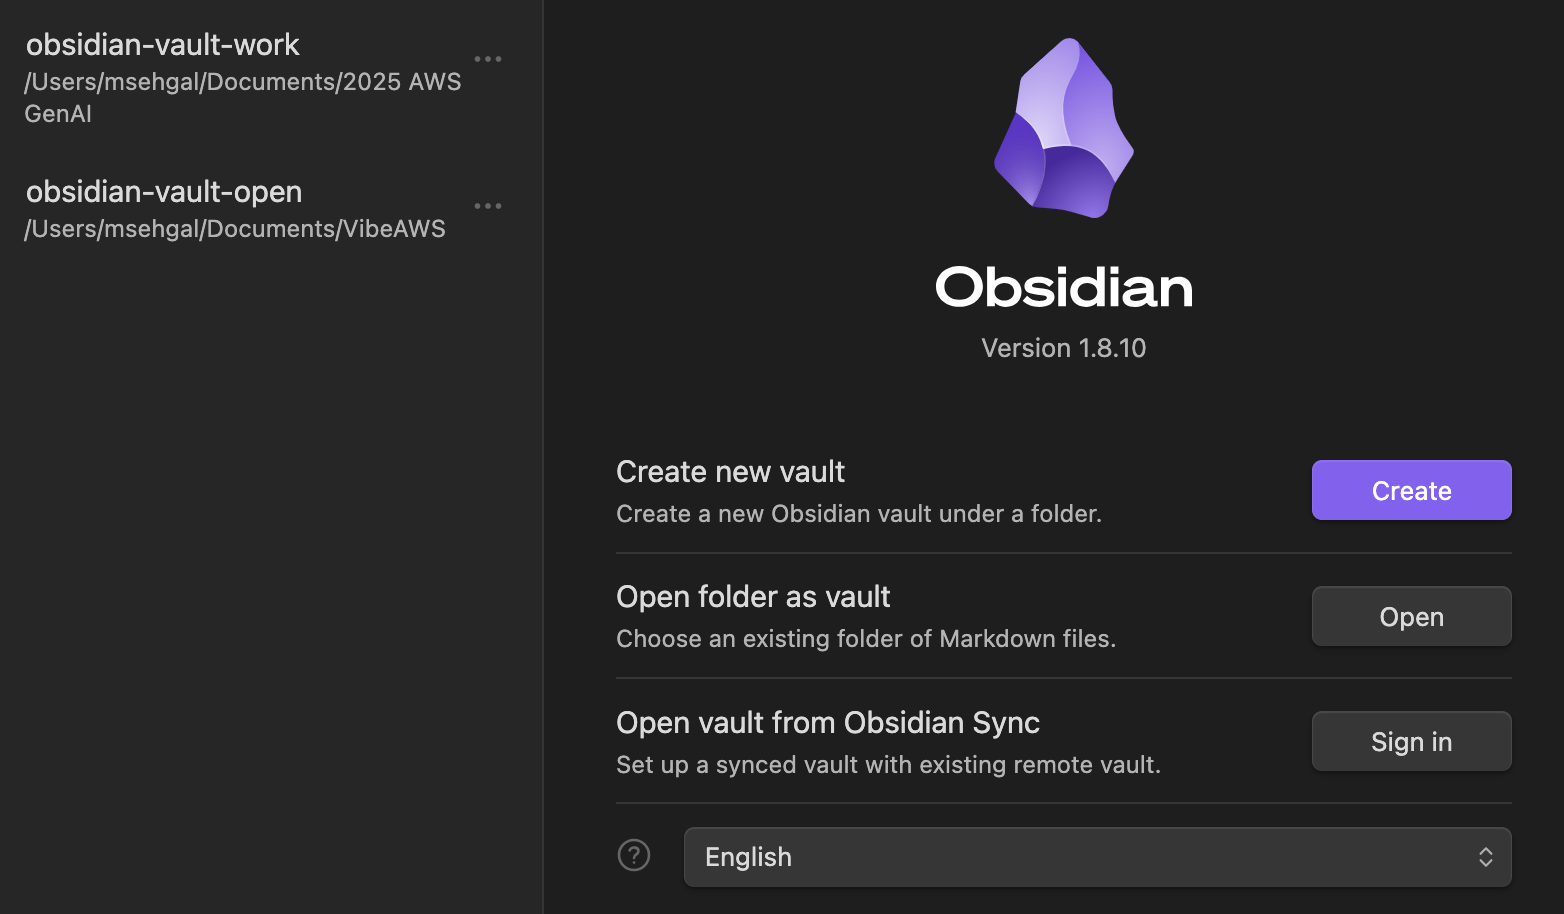 obsidian-vault-work
/Users/msehgal/Documents/2025 AWS
GenAI
obsidian-vault-open
/Users/msehgal/Documents/VibeAWS
Obsidian
Version 1.8.10
Create new vault
Create a new Obsidian vault under a folder.
Create
Open folder as vault
Choose an existing folder of Markdown files.
Open
Open vault from Obsidian Sync
Set up a synced vault with existing remote vault.
Sign in
?
English